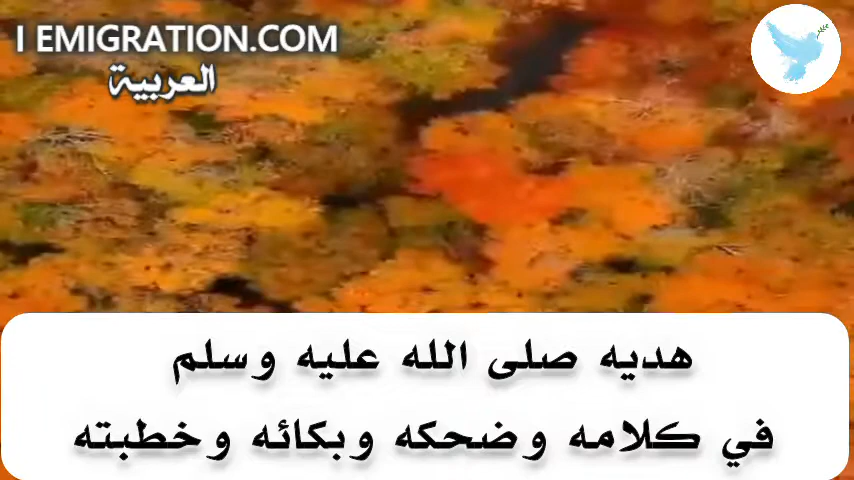 I EMIGRATION.COM
العربية
هديه صلى الله عليه وسلم
في كلامه وضحكه وبكائه وخطبته